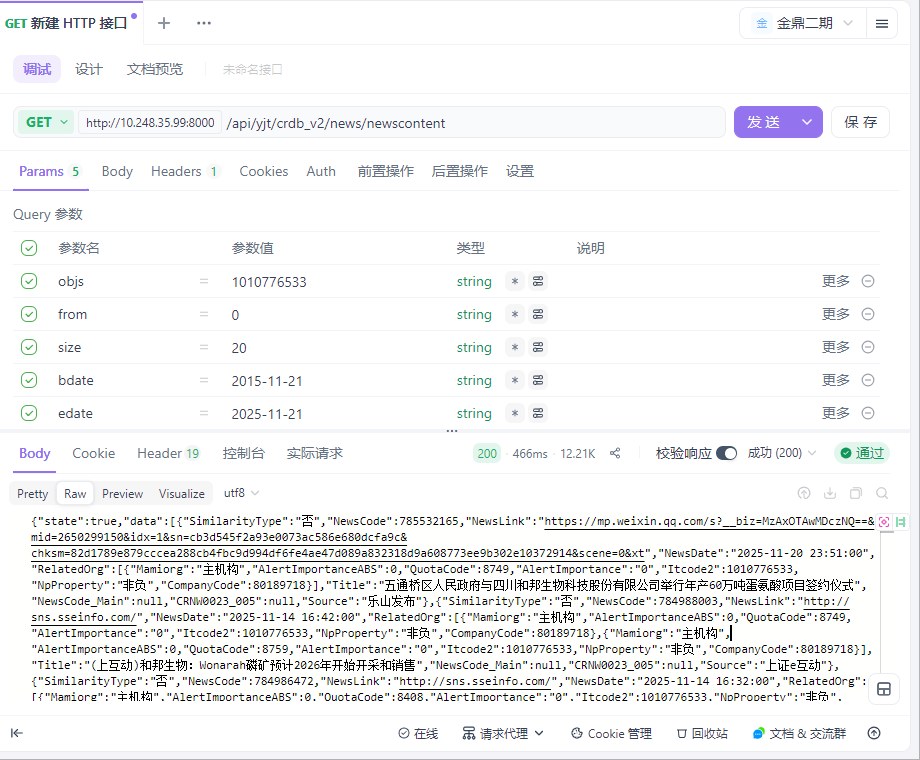 GET 新建 HTTP 接口
金 金鼎二期
调试 设计 文档预览 未命名接口
GET http://10.248.35.99:8000 /api/yjt/crdb_v2/news/newscontent 发 送 保 存
Params 5 Body Headers 1 Cookies Auth 前置操作 后置操作 设置
Query 参数
参数名 参数值 类型 说明
objs = 1010776533 string * 更多
from = 0 string * 更多
size = 20 string * 更多
bdate = 2015-11-21 string * 更多
edate = 2025-11-21 string * 更多
Body Cookie Header 19 控制台 实际请求 200 · 466ms · 12.21K 校验响应 成功 (200) 通过
Pretty Raw Preview Visualize utf8
{"state":true,"data":[{"SimilarityType":"否","NewsCode":785532165,"NewsLink":"https://mp.weixin.qq.com/s?__biz=MzAxOTAwMDczNQ==&
mid=2650299150&idx=1&sn=cb3d545f2a93e0073ac586e680dcfa9c&
chksm=82d1789e879cccea288cb4fbc9d994df6fe4ae47d089a832318d9a608773ee9b302e10372914&scene=0&xt","NewsDate":"2025-11-20 23:51:00",
"RelatedOrg":[{"Mamiorg":"主机构","AlertImportanceABS":0,"QuotaCode":8749,"AlertImportance":"0","Itcode2":1010776533,
"NpProperty":"非负","CompanyCode":80189718}],"Title":"五通桥区人民政府与四川和邦生物科技股份有限公司举行年产60万吨蛋氨酸项目签约仪式",
"NewsCode_Main":null,"CRNW0023_005":null,"Source":"乐山发布"},{"SimilarityType":"否","NewsCode":784988003,"NewsLink":"http://
sns.sseinfo.com/","NewsDate":"2025-11-14 16:42:00","RelatedOrg":[{"Mamiorg":"主机构","AlertImportanceABS":0,"QuotaCode":8749,
"AlertImportance":"0","Itcode2":1010776533,"NpProperty":"非负","CompanyCode":80189718},{"Mamiorg":"主机构",
"AlertImportanceABS":0,"QuotaCode":8759,"AlertImportance":"0","Itcode2":1010776533,"NpProperty":"非负","CompanyCode":80189718}],
"Title":"(上互动)和邦生物：Wonarah磷矿预计2026年开始开采和销售","NewsCode_Main":null,"CRNW0023_005":null,"Source":"上证e互动"},
{"SimilarityType":"否","NewsCode":784986472,"NewsLink":"http://sns.sseinfo.com/","NewsDate":"2025-11-14 16:32:00","RelatedOrg":
[{"Mamiorg":"主机构","AlertImportanceABS":0,"QuotaCode":8408,"AlertImportance":"0","Itcode2":1010776533,"NpProperty":"非负",
在线 请求代理 Cookie 管理 回收站 文档 & 交流群